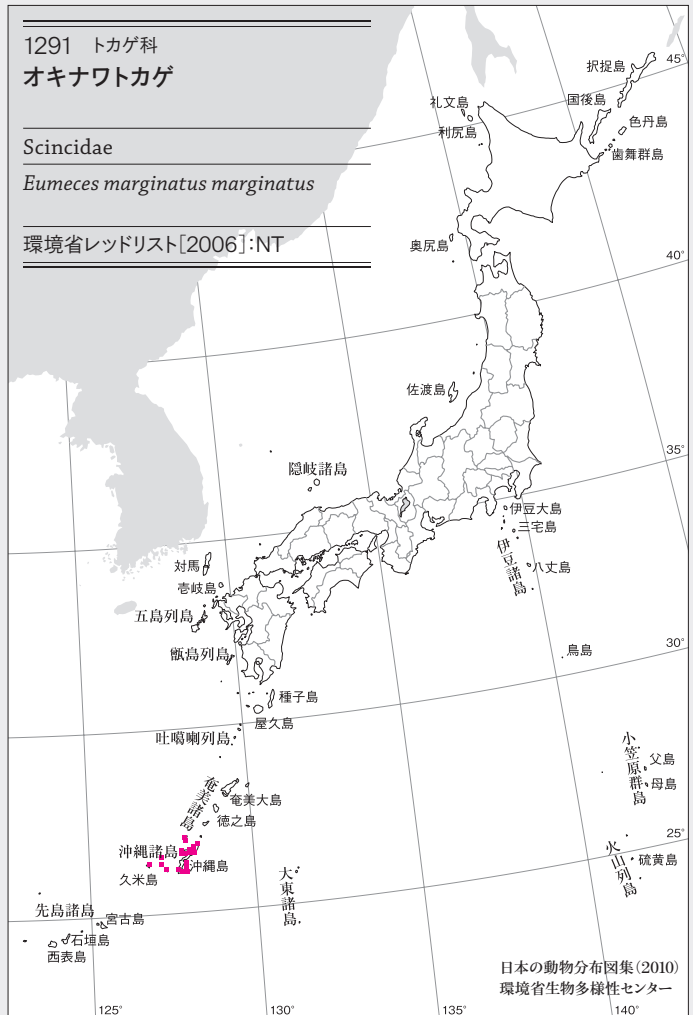 1291 トカゲ科
オキナワトカゲ
Scincidae
Eumeces marginatus marginatus
環境省レッドリスト[2006]:NT
択捉島
45°
国後島
礼文島
色丹島
利尻島
歯舞群島
奥尻島
40°
佐渡島
35°
隠岐諸島
伊豆大島
三宅島
伊豆諸島
八丈島
対馬
壱岐島
五島列島
甑島列島
鳥島
30°
種子島
屋久島
吐噶喇列島
小笠原群島
父島
母島
奄美諸島
奄美大島
徳之島
25°
沖縄諸島
沖縄島
久米島
大東諸島
火山列島
硫黄島
先島諸島
宮古島
石垣島
西表島
日本の動物分布図集(2010)
環境省生物多様性センター
125°
130°
135°
140°